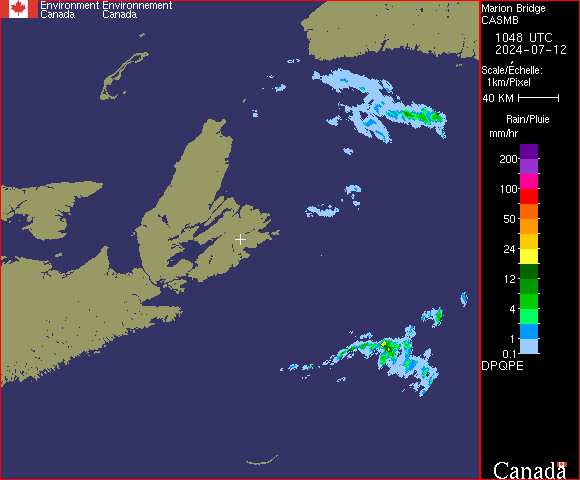 Environment Environnement
Canada Canada
Marion Bridge
CASMB
1048 UTC
2024-07-12
Scale/Échelle:
1km/Pixel
40 KM
Rain/Pluie
mm/hr
200
100
50
24
12
4
1
0.1
DPQPE
Canada